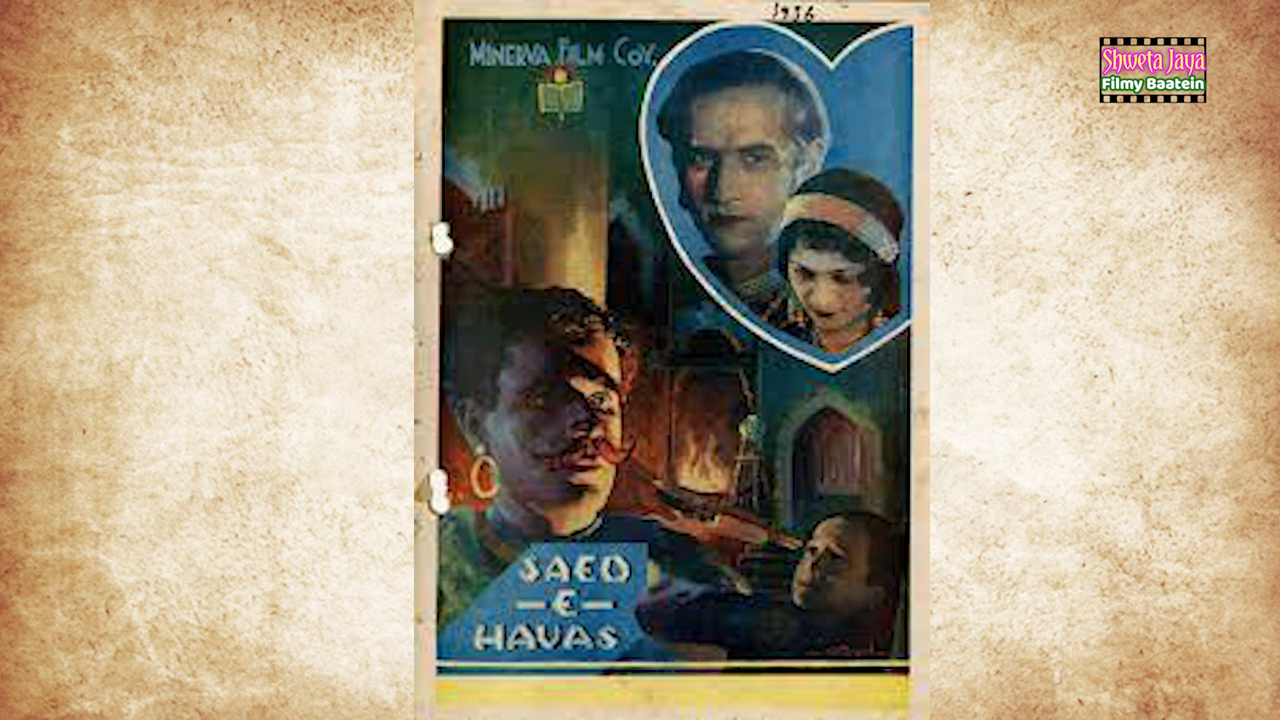 1936
MINERVA FILM COY.
SAED
-E-
HAVAS
Shweta Jaya
Filmy Baatein